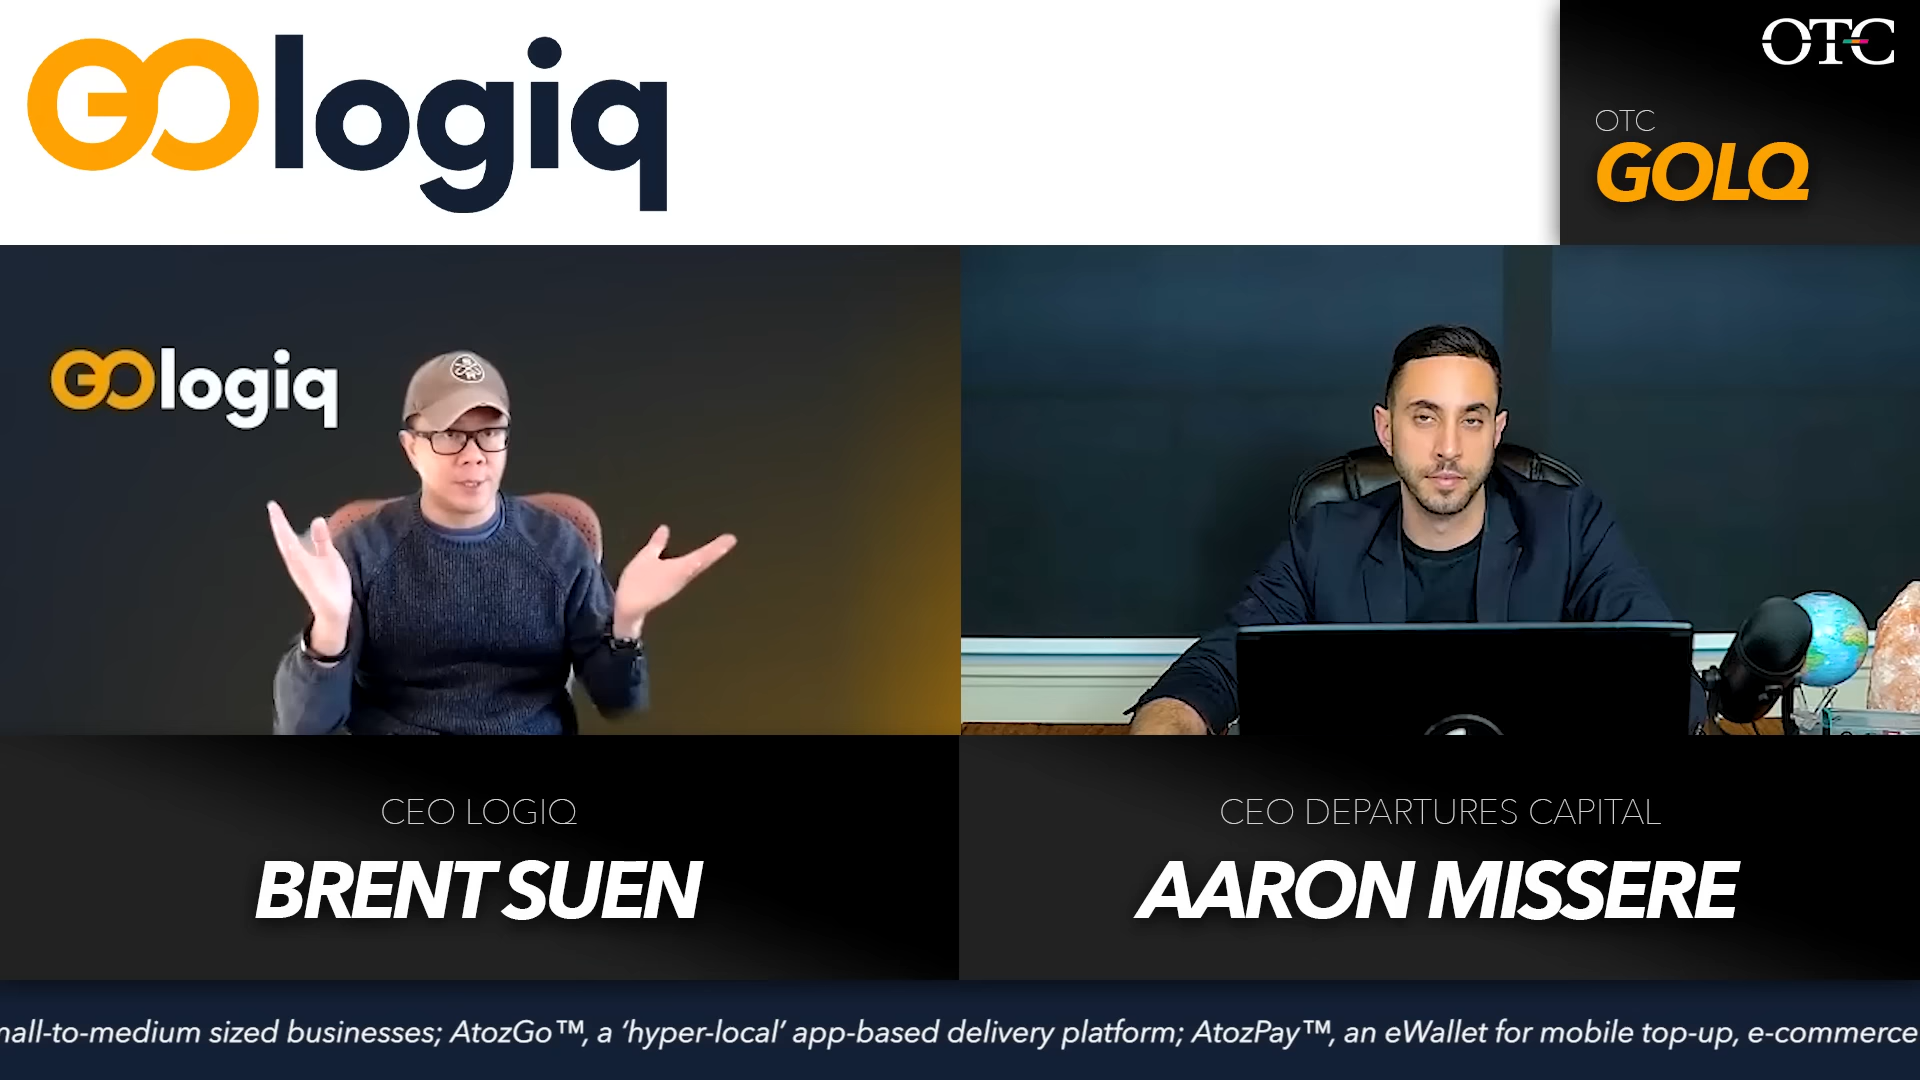 GOlogiq
OTC
OTC
GOLQ
GOlogiq
CEO LOGIQ
BRENT SUEN
CEO DEPARTURES CAPITAL
AARON MISSERE
to-medium sized businesses; AtozGo™, a ‘hyper-local’ app-based delivery platform; AtozPay™, an eWallet for mobile top-up, e-commerce